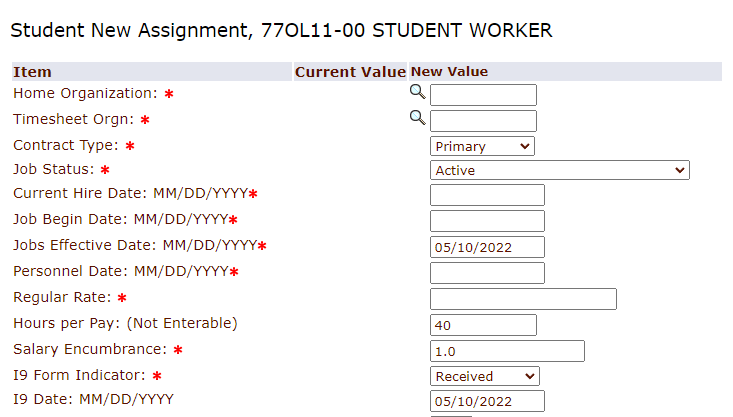 Student New Assignment, 77OL11-00 STUDENT WORKER
Item Current Value New Value
Home Organization: *
Timesheet Orgn: *
Contract Type: * Primary
Job Status: * Active
Current Hire Date: MM/DD/YYYY*
Job Begin Date: MM/DD/YYYY*
Jobs Effective Date: MM/DD/YYYY* 05/10/2022
Personnel Date: MM/DD/YYYY*
Regular Rate: *
Hours per Pay: (Not Enterable) 40
Salary Encumbrance: * 1.0
I9 Form Indicator: * Received
I9 Date: MM/DD/YYYY 05/10/2022